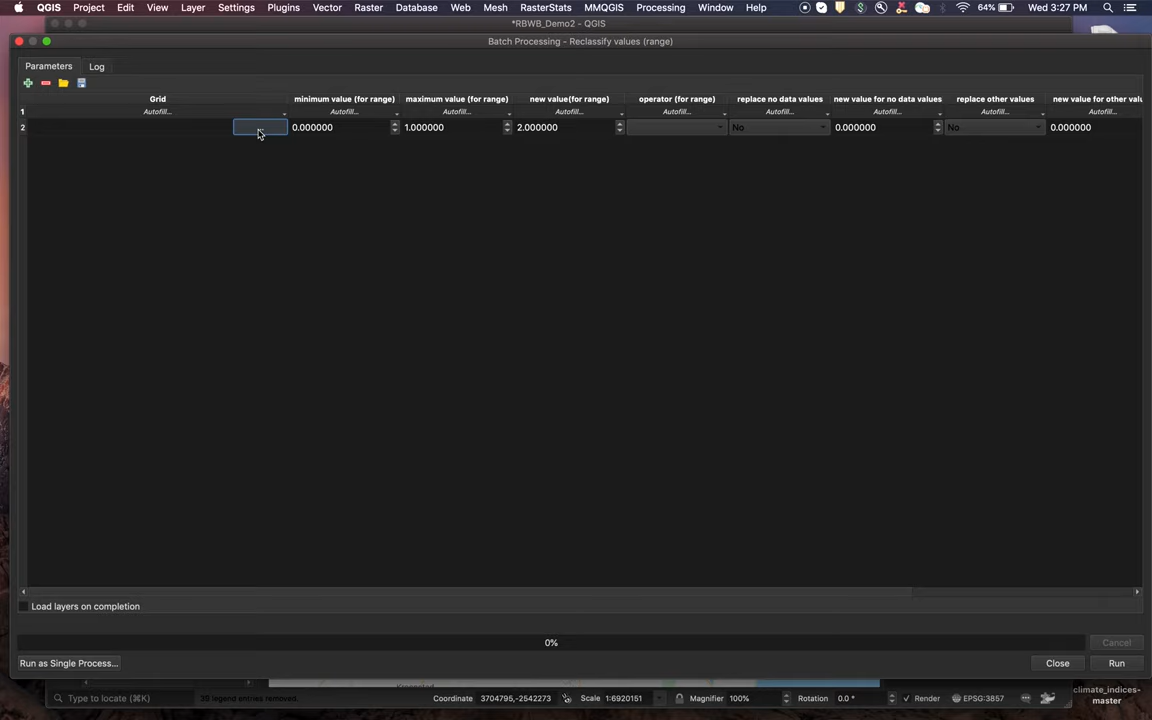 QGIS Project Edit View Layer Settings Plugins Vector Raster Database Web Mesh RasterStats MMQGIS Processing Window Help 64% Wed 3:27 PM
*RBWB_Demo2 - QGIS
Batch Processing - Reclassify values (range)
Parameters Log
Grid minimum value (for range) maximum value (for range) new value(for range) operator (for range) replace no data values new value for no data values replace other values new value for other valu
1 Autofill... Autofill... Autofill... Autofill... Autofill... Autofill... Autofill... Autofill... Autofill...
2 0.000000 1.000000 2.000000 No 0.000000 No 0.000000
Load layers on completion
0% Cancel
Run as Single Process... Close Run
Type to locate (⌘K) 30 legend entries removed. Coordinate 3704795,-2542273 Scale 1:6920151 Magnifier 100% Rotation 0.0 ° Render EPSG:3857
climate_indices-
master